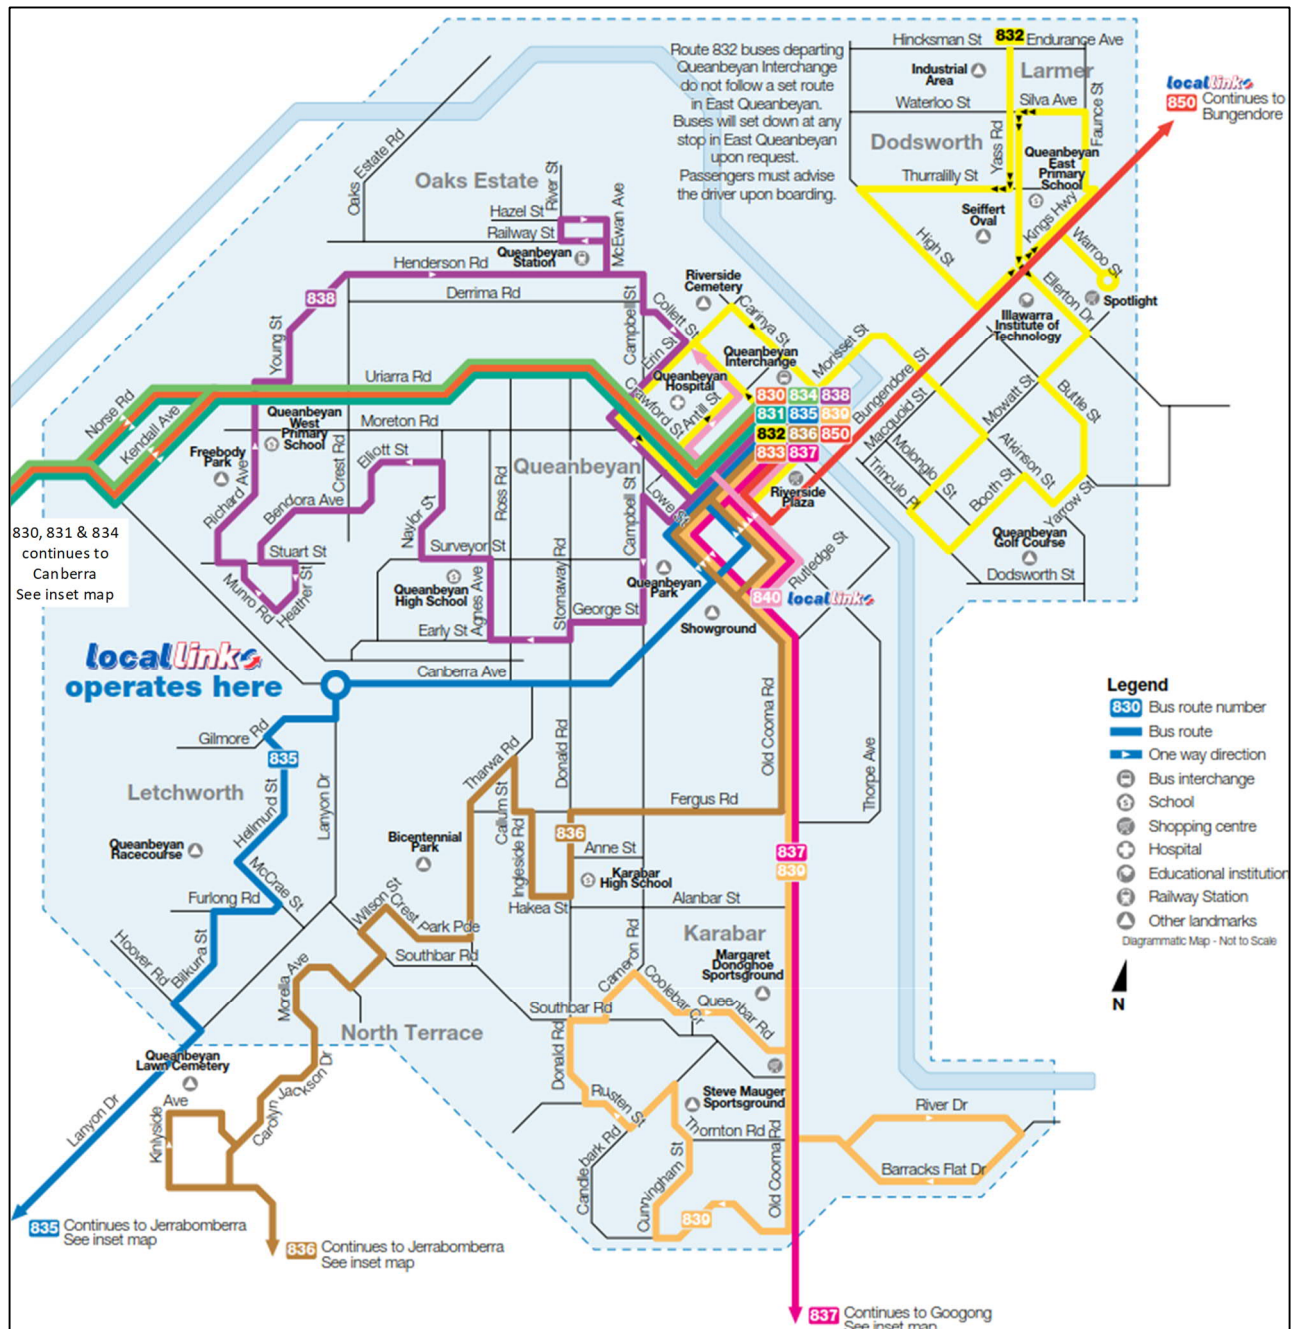 Route 832 buses departing
Queanbeyan Interchange
do not follow a set route
in East Queanbeyan.
Buses will set down at any
stop in East Queanbeyan
upon request.
Passengers must advise
the driver upon boarding.
Hincksman St
832
Endurance Ave
Industrial
Area
Larmer
Waterloo St
Silva Ave
Faunce St
locallinks
850 Continues to
Bungendore
Dodsworth
Yass Rd
Queanbeyan
East
Primary
School
Thurralilly St
Seiffert
Oval
Kings Hwy
High St
Warroo St
Ellerton Dr
Spotlight
Illawarra
Institute of
Technology
Oaks Estate Rd
Oaks Estate
River St
Hazel St
Railway St
McEwan Ave
Queanbeyan
Station
Henderson Rd
838
Derrima Rd
Campbell St
Collett St
Erin St
Riverside
Cemetery
Carinya St
Queanbeyan
Interchange
Morisset St
Young St
Uriarra Rd
Queanbeyan
Hospital
Crawford St
Antill St
830 834 838
831 835 839
832 836 850
833 837
Bungendore St
Macquoid St
Molonglo St
Trinculo Pl
Mowatt St
Buttle St
Atkinson St
Booth St
Yarrow St
Queanbeyan
Golf Course
Dodsworth St
Norse Rd
Kendall Ave
Queanbeyan
West
Primary
School
Moreton Rd
Freebody
Park
Crest Rd
Elliott St
Queanbeyan
Richard Ave
Bendora Ave
Naylor St
Ross Rd
Campbell St
Lowe St
Riverside
Plaza
Stuart St
Surveyor St
Munro Rd
Heather St
Queanbeyan
High School
Agnes Ave
Stornaway Rd
Queanbeyan
Park
Rutledge St
George St
840 locallinks
Showground
Early St
830, 831 & 834
continues to
Canberra
See inset map
locallinks
operates here
Canberra Ave
Gilmore Rd
835
Letchworth
Hellmund St
Lanyon Dr
Tharwa Rd
Donald Rd
Old Cooma Rd
Thorpe Ave
Fergus Rd
Callum St
Ingleside Rd
836
Anne St
Karabar
High School
837
839
Queanbeyan
Racecourse
Bicentennial
Park
McCrae St
Furlong Rd
Wilson St
Crest Park Pde
Hakea St
Alanbar St
Karabar
Hoover Rd
Bilkurra St
Southbar Rd
Cameron Rd
Margaret
Donoghoe
Sportsground
Coolebar Cr
Queenbar Rd
Morella Ave
North Terrace
Southbar Rd
Donald Rd
Queanbeyan
Lawn Cemetery
Carolyn Jackson Dr
Rusten St
Steve Mauger
Sportsground
River Dr
Lanyon Dr
Kinlyside
Ave
Candlebark Rd
Thornton Rd
Cunningham St
Old Cooma Rd
Barracks Flat Dr
839
835 Continues to Jerrabomberra
See inset map
836 Continues to Jerrabomberra
See inset map
837 Continues to Googong
See inset map
Legend
830 Bus route number
Bus route
One way direction
Bus interchange
School
Shopping centre
Hospital
Educational institution
Railway Station
Other landmarks
Diagrammatic Map - Not to Scale
N